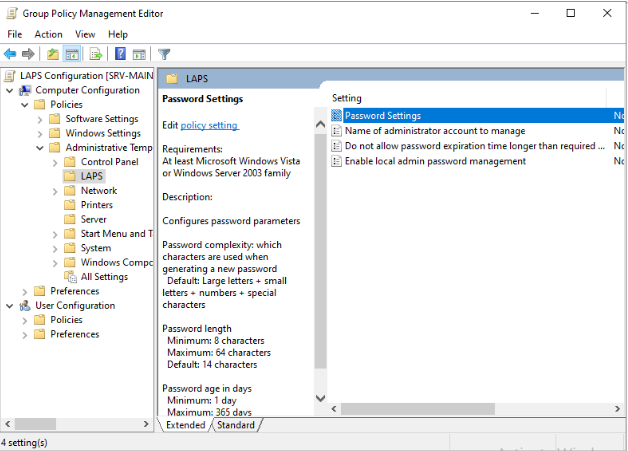 Group Policy Management Editor
File Action View Help
LAPS Configuration [SRV-MAIN
Computer Configuration
Policies
Software Settings
Windows Settings
Administrative Temp
Control Panel
LAPS
Network
Printers
Server
Start Menu and T
System
Windows Compo
All Settings
Preferences
User Configuration
Policies
Preferences
LAPS
Password Settings
Edit policy setting
Requirements:
At least Microsoft Windows Vista
or Windows Server 2003 family
Description:
Configures password parameters
Password complexity: which
characters are used when
generating a new password
Default: Large letters + small
letters + numbers + special
characters
Password length
Minimum: 8 characters
Maximum: 64 characters
Default: 14 characters
Password age in days
Minimum: 1 day
Maximum: 365 days
Setting
Password Settings No
Name of administrator account to manage No
Do not allow password expiration time longer than required ... No
Enable local admin password management No
Extended Standard
4 setting(s)